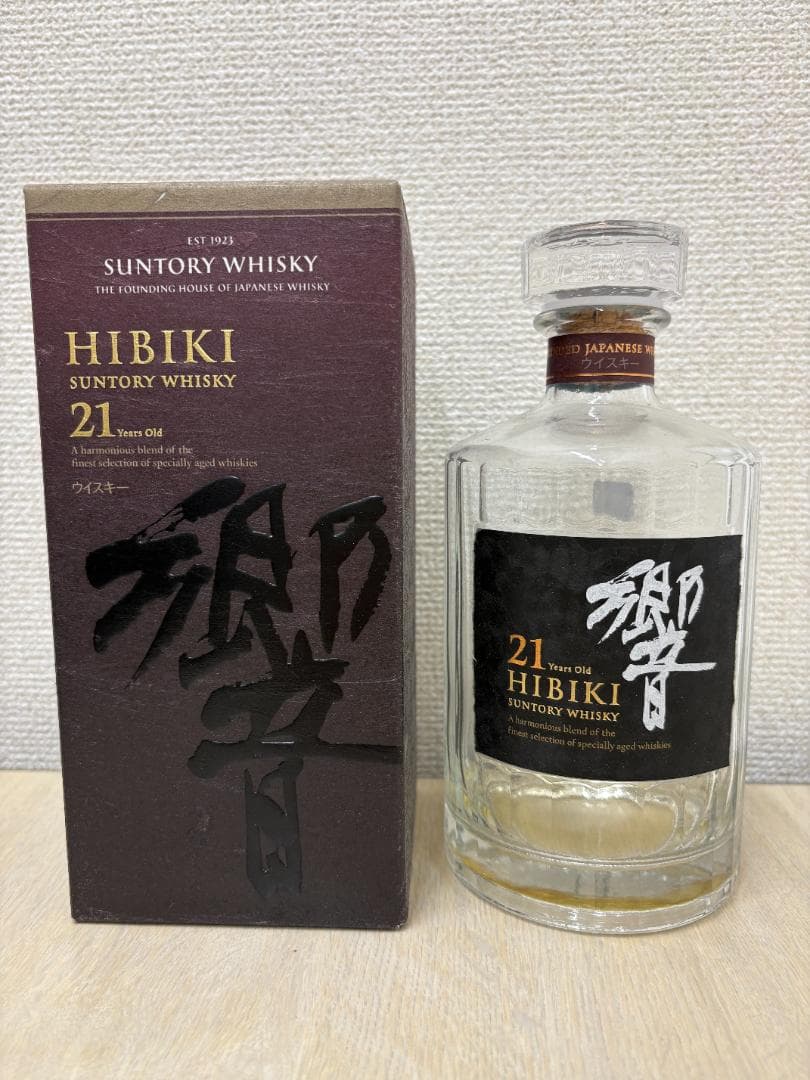 EST 1923
SUNTORY WHISKY
THE FOUNDING HOUSE OF JAPANESE WHISKY
HIBIKI
SUNTORY WHISKY
21 Years Old
A harmonious blend of the
finest selection of specially aged whiskies
ウイスキー
響
JAPANESE
ウイスキー
響
21 Years Old
HIBIKI
SUNTORY WHISKY
A harmonious blend of the
finest selection of specially aged whiskies